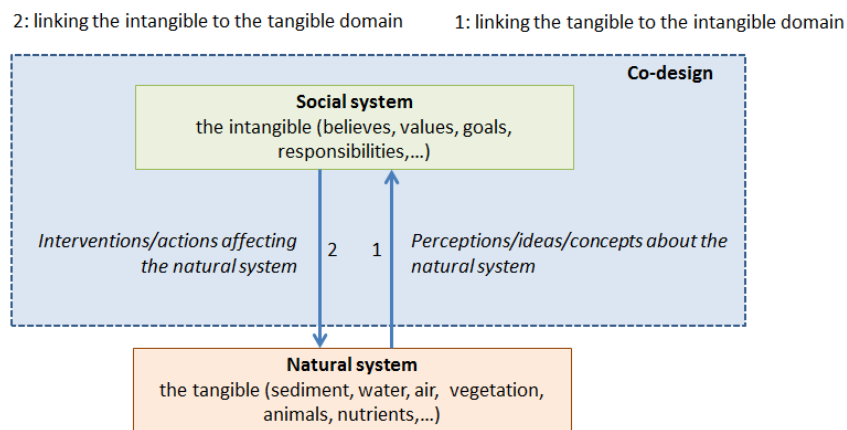 2: linking the intangible to the tangible domain
1: linking the tangible to the intangible domain
Co-design
Social system
the intangible (believes, values, goals,
responsibilities,...)
Interventions/actions affecting
the natural system
2
1
Perceptions/ideas/concepts about the
natural system
Natural system
the tangible (sediment, water, air, vegetation,
animals, nutrients,...)